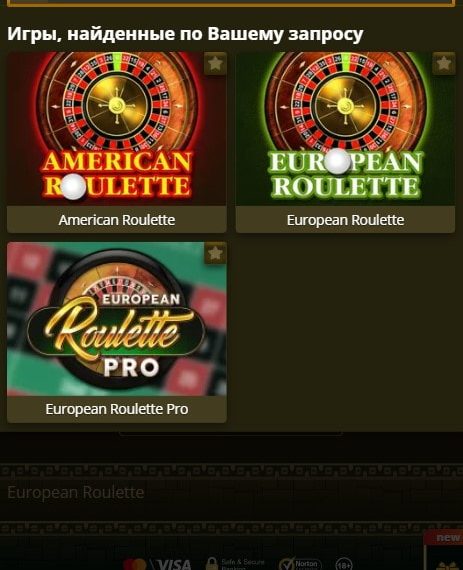 Игры, найденные по Вашему запросу
AMERICAN
ROULETTE
EUROPEAN
ROULETTE
American Roulette
European Roulette
EUROPEAN
Roulette
PRO
European Roulette Pro
European Roulette
new
VISA
Safe & Secure
Norton
18+